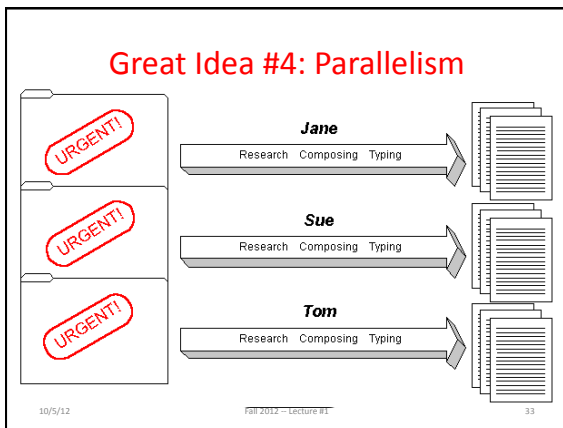 Great Idea #4: Parallelism
URGENT!
Jane
Research Composing Typing
URGENT!
Sue
Research Composing Typing
URGENT!
Tom
Research Composing Typing
10/5/12 Fall 2012 – Lecture #1 33